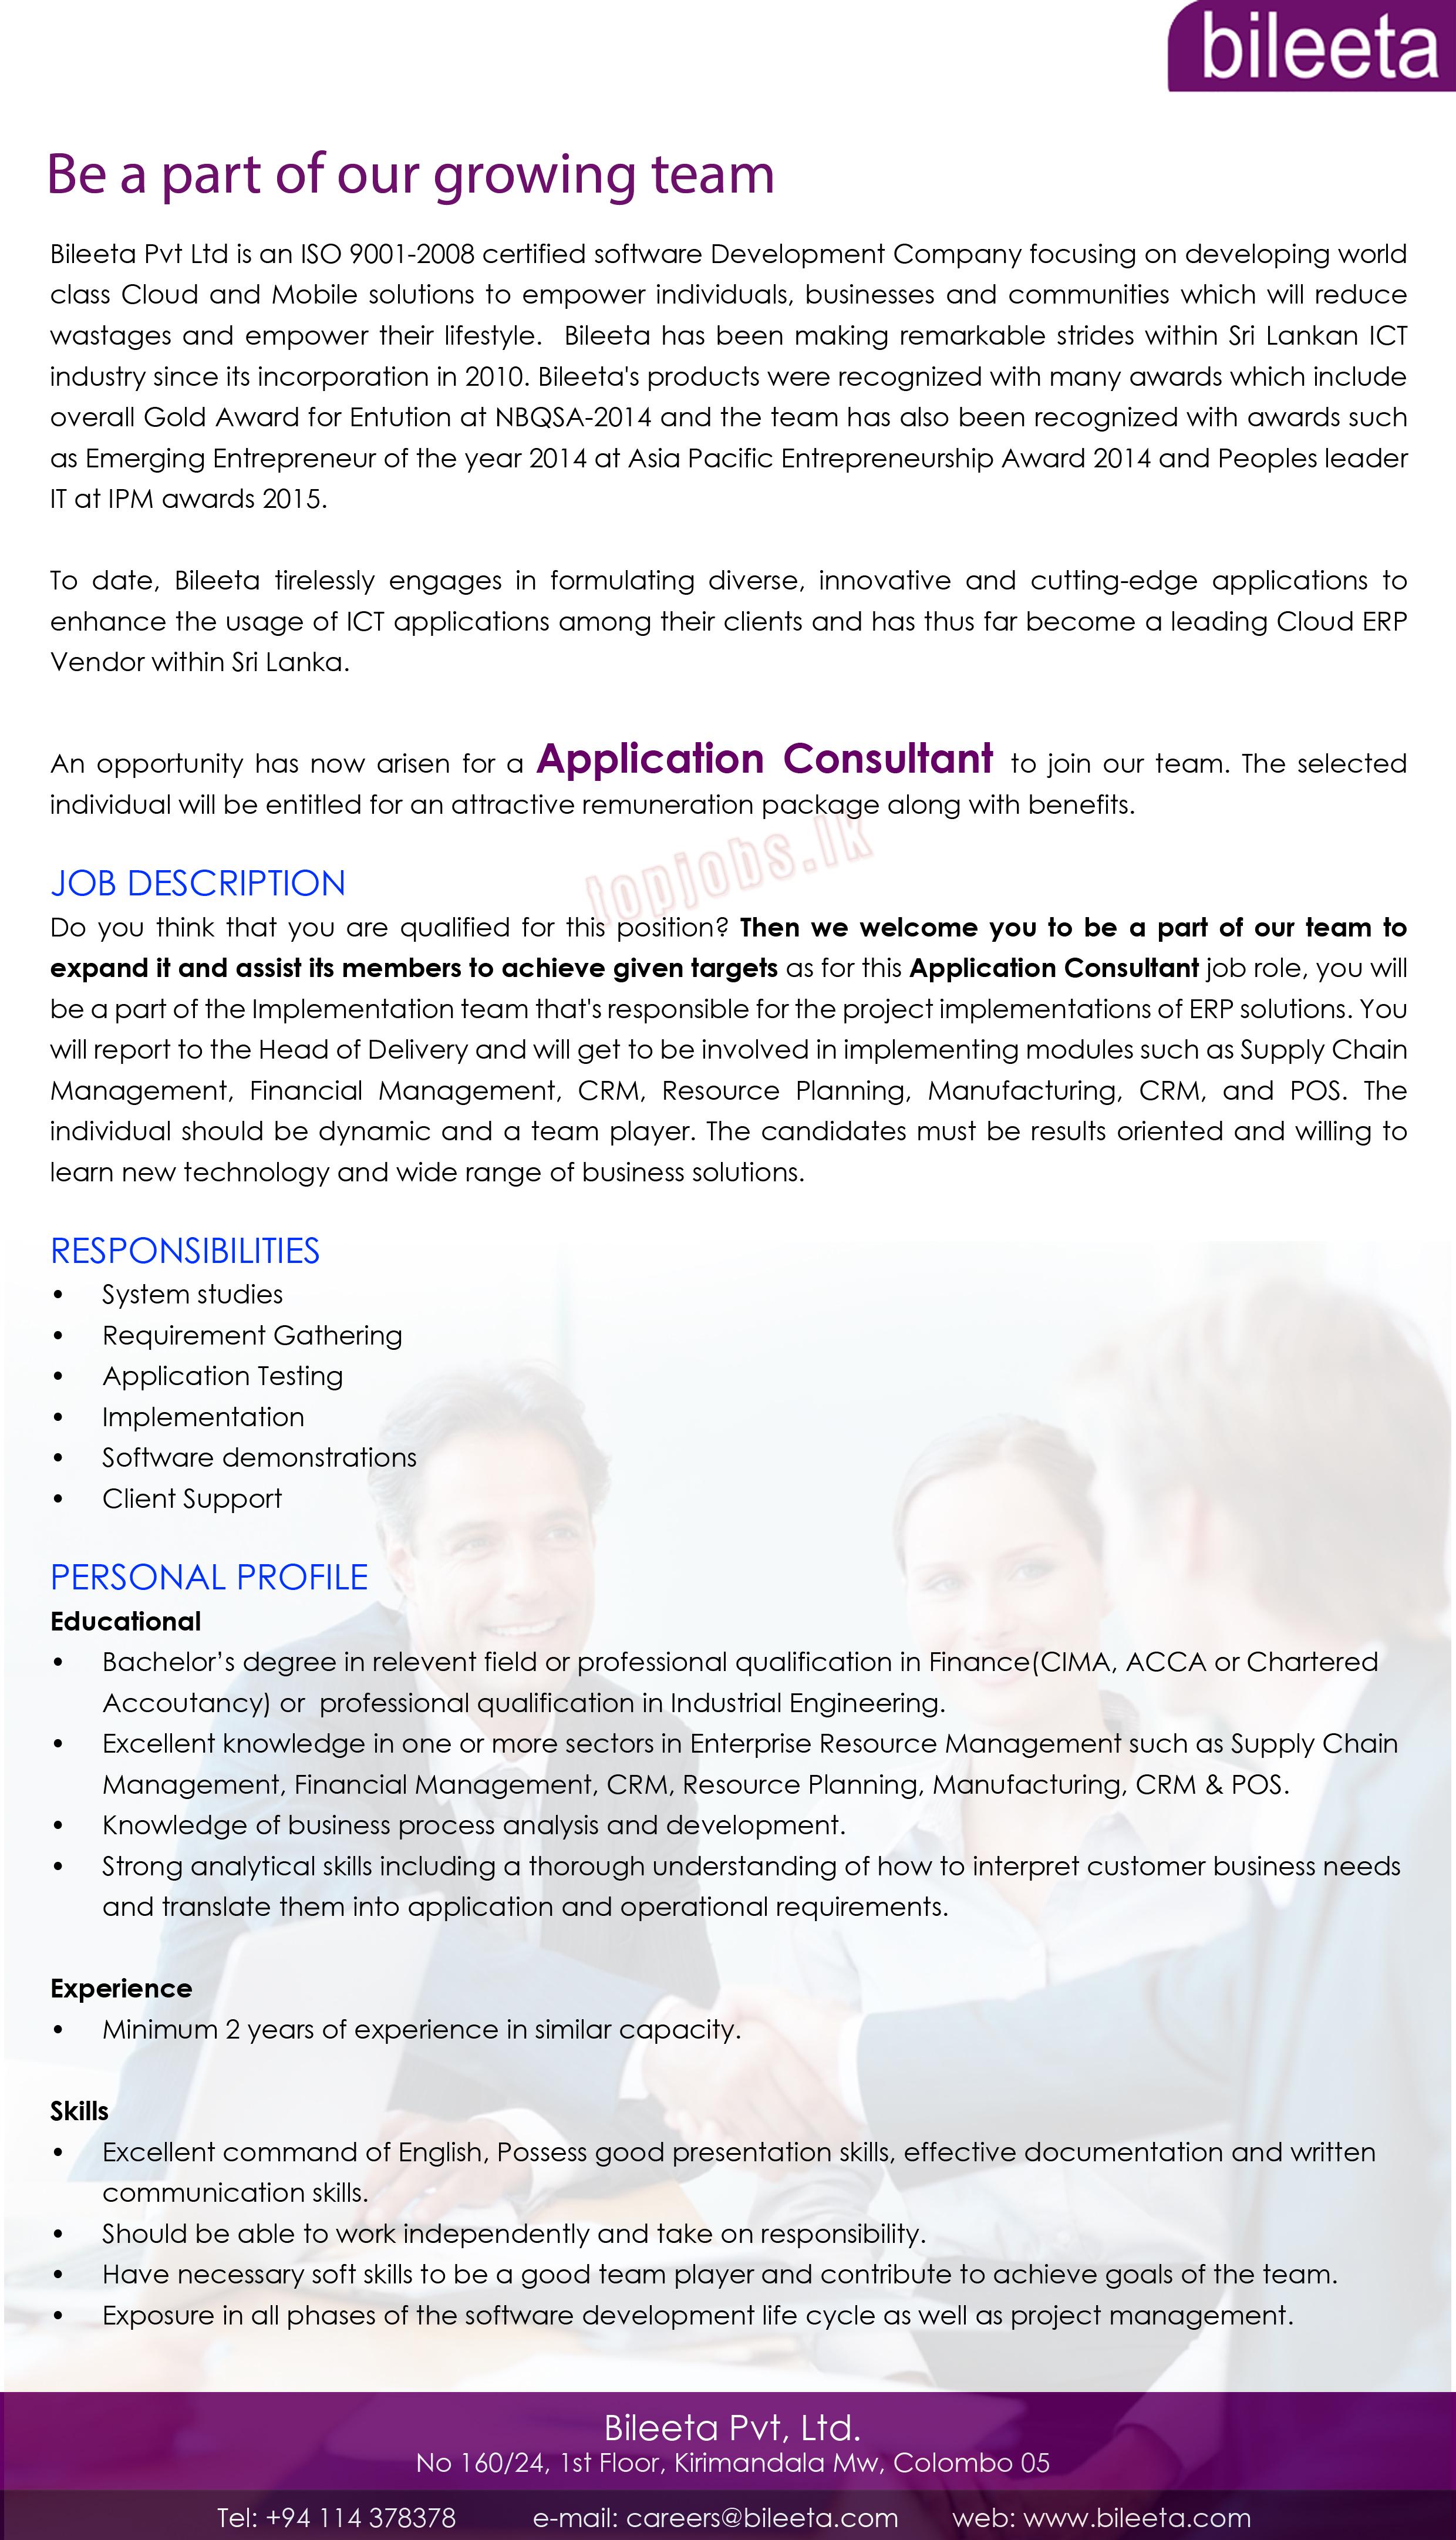 bileeta
Be a part of our growing team
Bileeta Pvt Ltd is an ISO 9001-2008 certified software Development Company focusing on developing world
class Cloud and Mobile solutions to empower individuals, businesses and communities which will reduce
wastages and empower their lifestyle.  Bileeta has been making remarkable strides within Sri Lankan ICT
industry since its incorporation in 2010. Bileeta's products were recognized with many awards which include
overall Gold Award for Entution at NBQSA-2014 and the team has also been recognized with awards such
as Emerging Entrepreneur of the year 2014 at Asia Pacific Entrepreneurship Award 2014 and Peoples leader
IT at IPM awards 2015.
To date, Bileeta tirelessly engages in formulating diverse, innovative and cutting-edge applications to
enhance the usage of ICT applications among their clients and has thus far become a leading Cloud ERP
Vendor within Sri Lanka.
An opportunity has now arisen for a Application Consultant to join our team. The selected
individual will be entitled for an attractive remuneration package along with benefits.
topjobs.lk
JOB DESCRIPTION
Do you think that you are qualified for this position? Then we welcome you to be a part of our team to
expand it and assist its members to achieve given targets as for this Application Consultant job role, you will
be a part of the Implementation team that's responsible for the project implementations of ERP solutions. You
will report to the Head of Delivery and will get to be involved in implementing modules such as Supply Chain
Management, Financial Management, CRM, Resource Planning, Manufacturing, CRM, and POS. The
individual should be dynamic and a team player. The candidates must be results oriented and willing to
learn new technology and wide range of business solutions.
RESPONSIBILITIES
• System studies
• Requirement Gathering
• Application Testing
• Implementation
• Software demonstrations
• Client Support
PERSONAL PROFILE
Educational
• Bachelor’s degree in relevent field or professional qualification in Finance(CIMA, ACCA or Chartered
Accoutancy) or  professional qualification in Industrial Engineering.
• Excellent knowledge in one or more sectors in Enterprise Resource Management such as Supply Chain
Management, Financial Management, CRM, Resource Planning, Manufacturing, CRM & POS.
• Knowledge of business process analysis and development.
• Strong analytical skills including a thorough understanding of how to interpret customer business needs
and translate them into application and operational requirements.
Experience
• Minimum 2 years of experience in similar capacity.
Skills
• Excellent command of English, Possess good presentation skills, effective documentation and written
communication skills.
• Should be able to work independently and take on responsibility.
• Have necessary soft skills to be a good team player and contribute to achieve goals of the team.
• Exposure in all phases of the software development life cycle as well as project management.
Bileeta Pvt, Ltd.
No 160/24, 1st Floor, Kirimandala Mw, Colombo 05
Tel: +94 114 378378 e-mail: careers@bileeta.com web: www.bileeta.com